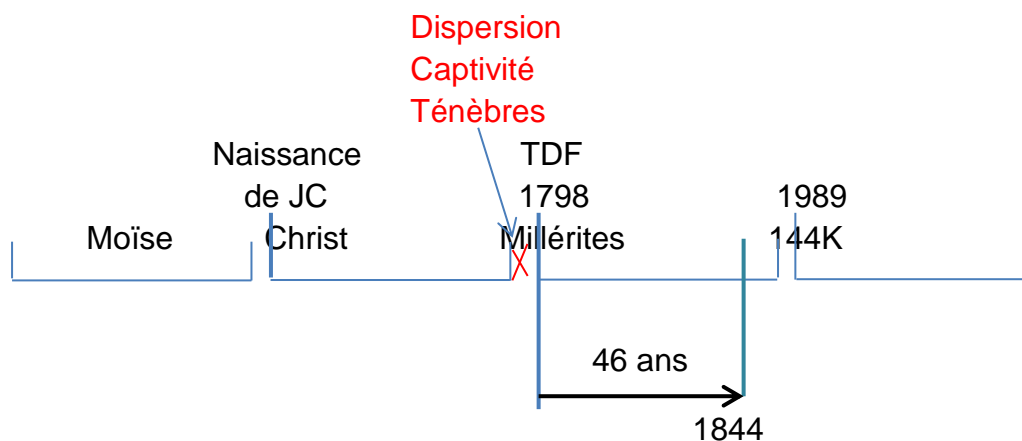 Dispersion
Captivité
Ténèbres
Naissance
de JC
TDF
1798
1989
Moïse
Christ
Millérites
144K
46 ans
1844